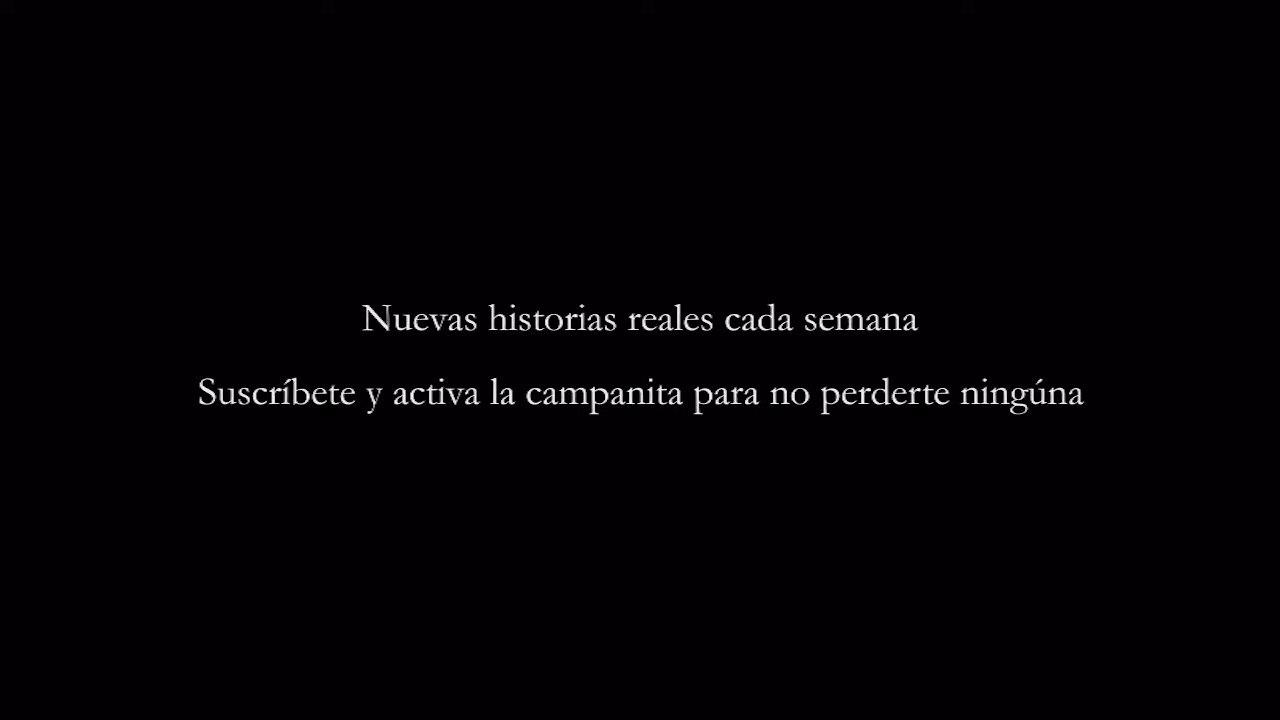 Nuevas historias reales cada semana
Suscríbete y activa la campanita para no perderte ningúna